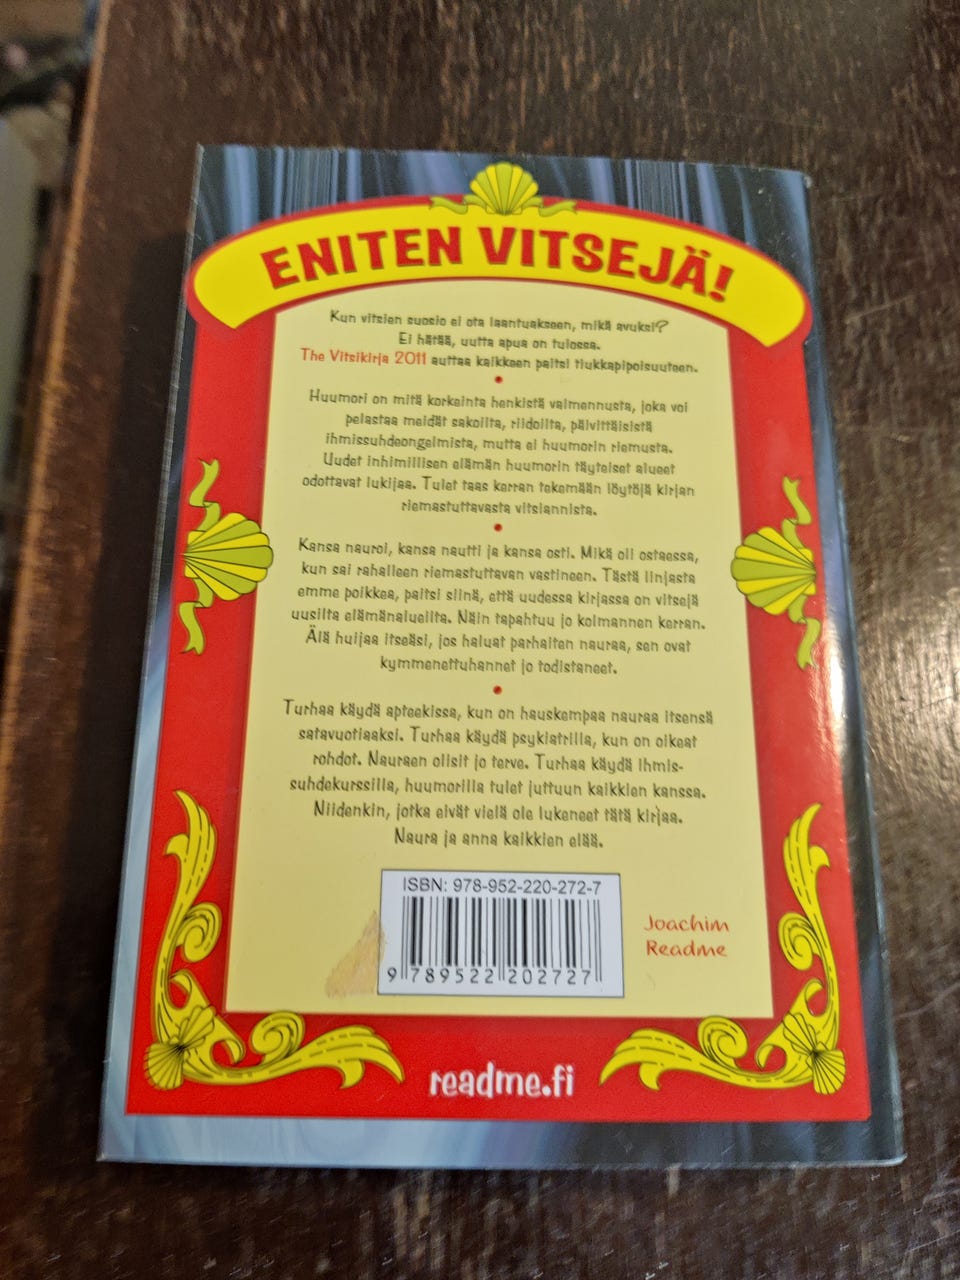 ENITEN VITSEJÄ!
Kun vitsien suosio ei ota laantuakseen, mikä avuksi?
Ei hätää, uutta apua on tulossa.
The Vitsikirja 2011 auttaa kaikkeen paitsi tiukkapipoisuuteen.
Huumori on mitä korkeinta henkistä valmennusta, joka voi
pelastaa meidät sakoilta, riidoilta, päivittäisistä
ihmissuhdeongelmista, mutta ei huumorin riemusta.
Uudet inhimillisen elämän huumorin täyteiset alueet
odottavat lukijaa. Tulet taas kerran tekemään löytöjä kirjan
riemastuttavasta vitsiannista.
Kansa nauroi, kansa nautti ja kansa osti. Mikä oli ostaessa,
kun sai rahalleen riemastuttavan vastineen. Tästä linjasta
emme poikkea, paitsi siinä, että uudessa kirjassa on vitsejä
uusilta elämänalueilta. Näin tapahtuu jo kolmannen kerran.
Älä huijaa itseäsi, jos haluat parhaiten nauraa, sen ovat
kymmenettuhannet jo todistaneet.
Turhaa käydä apteekissa, kun on hauskempaa nauraa itsensä
satavuotiaaksi. Turhaa käydä psykiatrilla, kun on oikeat
rohdot. Nauraen olisit jo terve. Turhaa käydä ihmis-
suhdekurssilla, huumorilla tulet juttuun kaikkien kanssa.
Niidenkin, jotka eivät vielä ole lukeneet tätä kirjaa.
Naura ja anna kaikkien elää.
ISBN: 978-952-220-272-7
9 789522 202727
Joachim
Readme
readme.fi